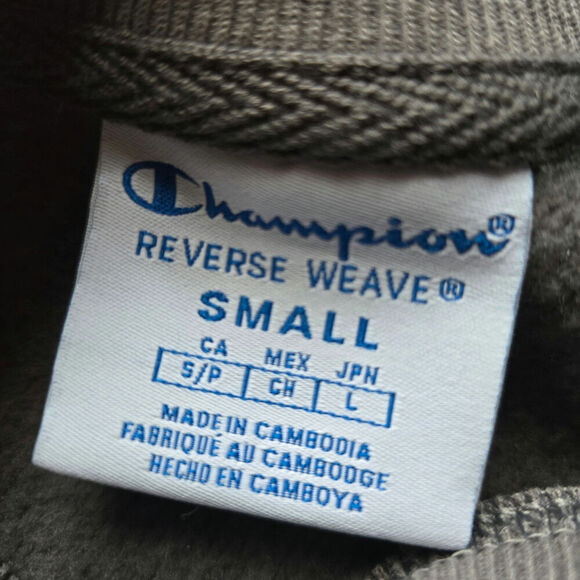 Champion®
REVERSE WEAVE®
SMALL
CA MEX JPN
S/P CH L
MADE IN CAMBODIA
FABRIQUÉ AU CAMBODGE
HECHO EN CAMBOYA